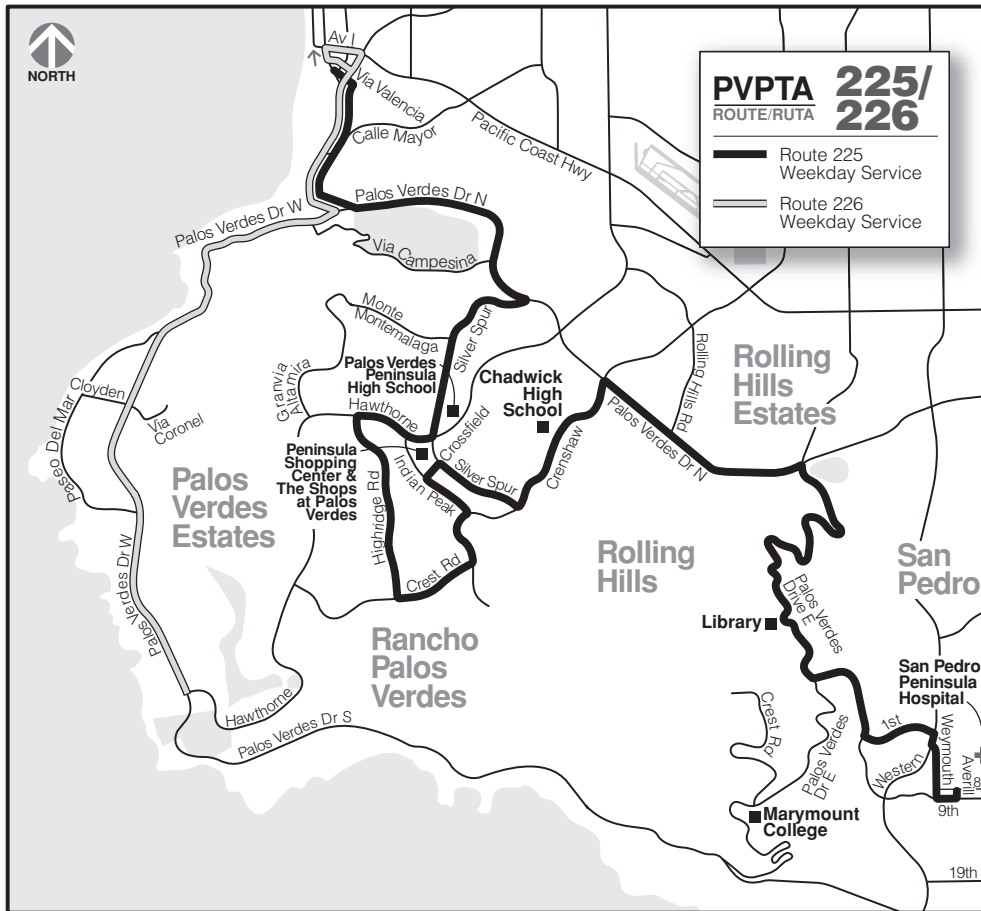 NORTH
Av I
Via Valencia
Calle Mayor
Pacific Coast Hwy
PVPTA
ROUTE/RUTA
225/
226
Route 225
Weekday Service
Route 226
Weekday Service
Palos Verdes Dr W
Palos Verdes Dr N
Via Campesina
Monte
Montemalaga
Silver Spur
Palos Verdes
Peninsula
High School
Granvia
Altamira
Hawthorne
Crossfield
Chadwick
High
School
Rolling Hills Rd
Rolling
Hills
Estates
Cloyden
Via
Coronel
Paseo Del Mar
Palos
Verdes
Estates
Peninsula
Shopping
Center &
The Shops
at Palos
Verdes
Indian Peak
Silver Spur
Crenshaw
Palos Verdes Dr N
Highridge Rd
Crest Rd
Rolling
Hills
San
Pedro
Palos Verdes Dr W
Rancho
Palos
Verdes
Library
Palos Verdes
Drive E
San Pedro
Peninsula
Hospital
Hawthorne
Palos Verdes Dr S
Crest Rd
Palos Verdes
Dr E
1st
Western
Weymouth
Averill
9th
Marymount
College
19th